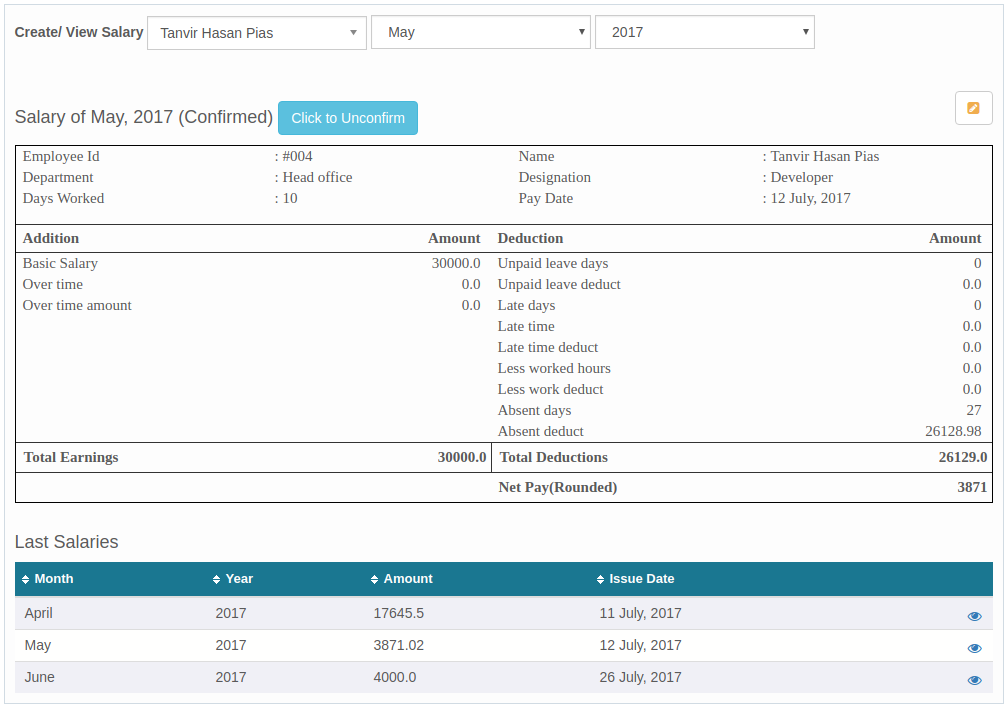 Create/ View Salary Tanvir Hasan Pias May 2017
Salary of May, 2017 (Confirmed) Click to Unconfirm
Employee Id : #004 Name : Tanvir Hasan Pias
Department : Head office Designation : Developer
Days Worked : 10 Pay Date : 12 July, 2017
Addition Amount Deduction Amount
Basic Salary 30000.0 Unpaid leave days 0
Over time 0.0 Unpaid leave deduct 0.0
Over time amount 0.0 Late days 0
Late time 0.0
Late time deduct 0.0
Less worked hours 0.0
Less work deduct 0.0
Absent days 27
Absent deduct 26128.98
Total Earnings 30000.0 Total Deductions 26129.0
Net Pay(Rounded) 3871
Last Salaries
Month Year Amount Issue Date
April 2017 17645.5 11 July, 2017
May 2017 3871.02 12 July, 2017
June 2017 4000.0 26 July, 2017